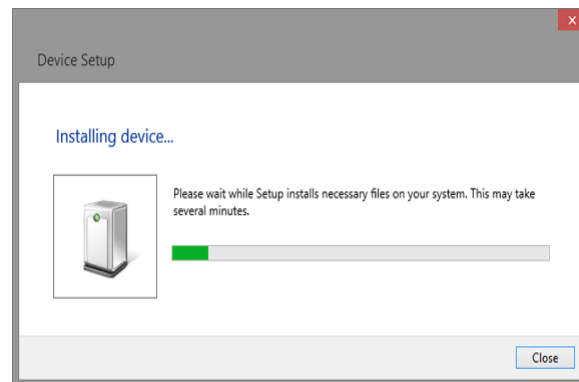 Device Setup
Installing device...
Please wait while Setup installs necessary files on your system. This may take
several minutes.
Close